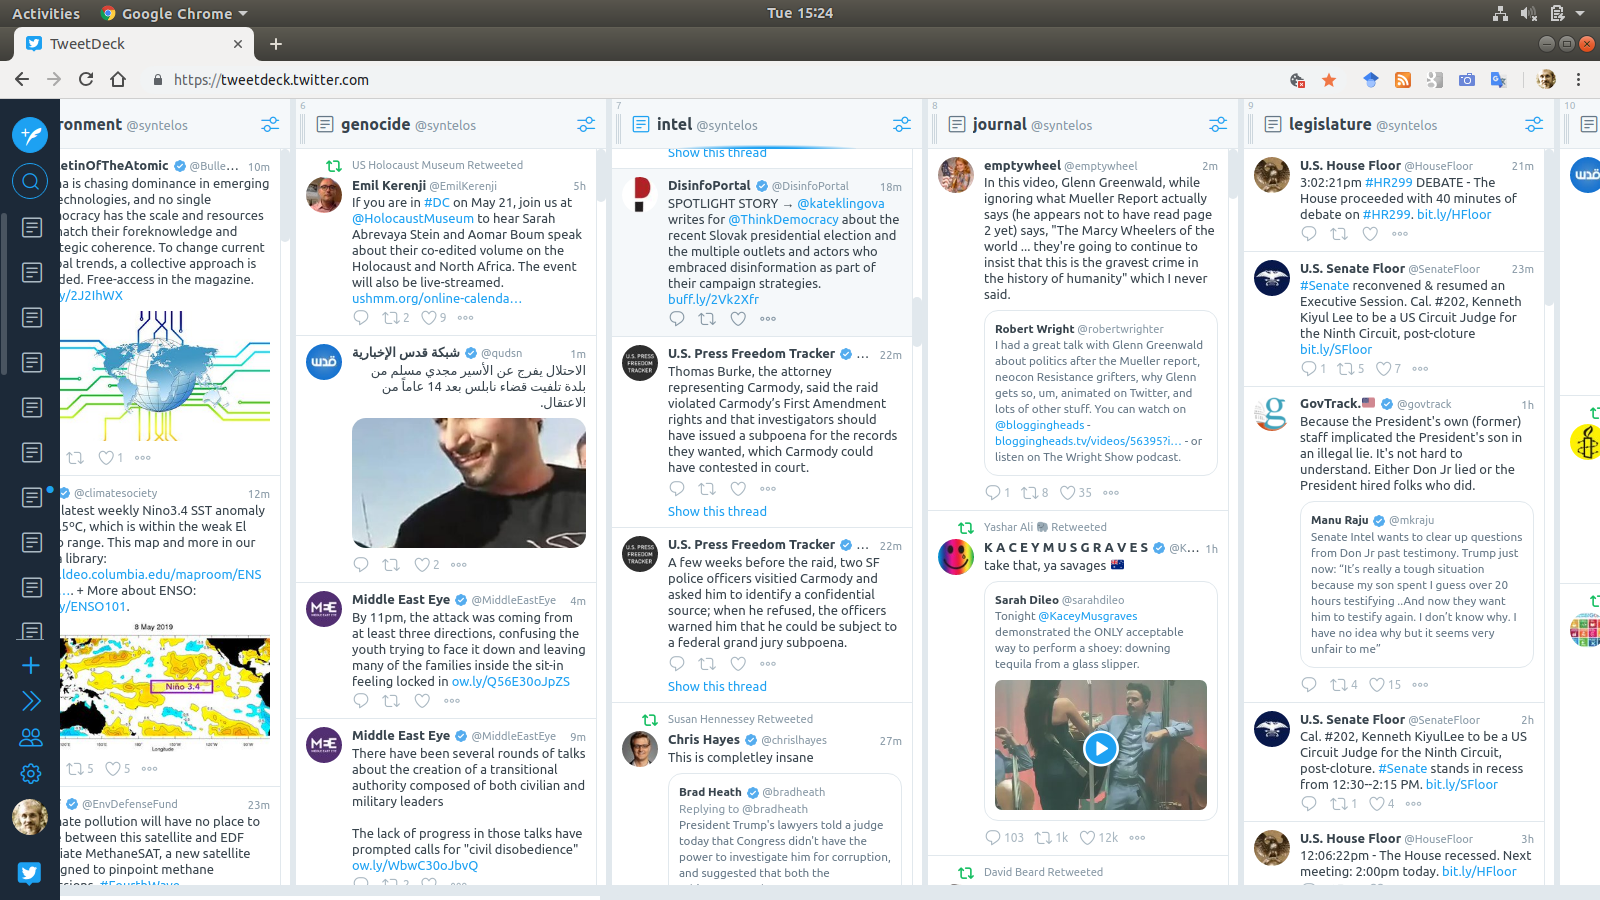 Activities
Google Chrome
Tue 15:24
TweetDeck
https://tweetdeck.twitter.com
ronment @syntelos
etinOfTheAtomic @Bulle... 10m
na is chasing dominance in emerging
echnologies, and no single
mocracy has the scale and resources
match their foreknowledge and
tegic coherence. To change current
bal trends, a collective approach is
ded. Free-access in the magazine.
y/2J2IhWX
1
@climatesociety 12m
latest weekly Nino3.4 SST anomaly
.5ºC, which is within the weak El
o range. This map and more in our
library:
.ldeo.columbia.edu/maproom/ENS
... + More about ENSO:
y/ENSO101.
8 May 2019
Niño 3.4
Longitude
5 5
@EnvDefenseFund 23m
nate pollution will have no place to
between this satellite and EDF
iate MethaneSAT, a new satellite
igned to pinpoint methane
ssions. #FourthWave
6
genocide @syntelos
US Holocaust Museum Retweeted
Emil Kerenji @EmilKerenji 5h
If you are in #DC on May 21, join us at
@HolocaustMuseum to hear Sarah
Abrevaya Stein and Aomar Boum speak
about their co-edited volume on the
Holocaust and North Africa. The event
will also be live-streamed.
ushmm.org/online-calenda...
2 9
قدس
شبكة قدس الإخبارية @qudsn 1m
الاحتلال يفرج عن الأسير مجدي مسلم من
بلدة تلفيت قضاء نابلس بعد 14 عاماً من
الاعتقال.
2
MEE
Middle East Eye @MiddleEastEye 4m
By 11pm, the attack was coming from
at least three directions, confusing the
youth trying to face it down and leaving
many of the families inside the sit-in
feeling locked in ow.ly/Q56E30oJpZS
MEE
Middle East Eye @MiddleEastEye 9m
There have been several rounds of talks
about the creation of a transitional
authority composed of both civilian and
military leaders
The lack of progress in those talks have
prompted calls for "civil disobedience"
ow.ly/WbwC30oJbvQ
2
7
intel @syntelos
Show this thread
DisinfoPortal @DisinfoPortal 18m
SPOTLIGHT STORY → @kateklingova
writes for @ThinkDemocracy about the
recent Slovak presidential election and
the multiple outlets and actors who
embraced disinformation as part of
their campaign strategies.
buff.ly/2Vk2Xfr
U.S. PRESS
FREEDOM
TRACKER
U.S. Press Freedom Tracker ... 22m
Thomas Burke, the attorney
representing Carmody, said the raid
violated Carmody’s First Amendment
rights and that investigators should
have issued a subpoena for the records
they wanted, which Carmody could
have contested in court.
Show this thread
U.S. PRESS
FREEDOM
TRACKER
U.S. Press Freedom Tracker ... 22m
A few weeks before the raid, two SF
police officers visitied Carmody and
asked him to identify a confidential
source; when he refused, the officers
warned him that he could be subject to
a federal grand jury subpoena.
Show this thread
Susan Hennessey Retweeted
Chris Hayes @chrislhayes 27m
This is completley insane
Brad Heath @bradheath
Replying to @bradheath
President Trump's lawyers told a judge
today that Congress didn't have the
power to investigate him for corruption,
and suggested that both the
8
journal @syntelos
emptywheel @emptywheel 2m
In this video, Glenn Greenwald, while
ignoring what Mueller Report actually
says (he appears not to have read page
2 yet) says, "The Marcy Wheelers of the
world ... they're going to continue to
insist that this is the gravest crime in
the history of humanity" which I never
said.
Robert Wright @robertwrighter
I had a great talk with Glenn Greenwald
about politics after the Mueller report,
neocon Resistance grifters, why Glenn
gets so, um, animated on Twitter, and
lots of other stuff. You can watch on
@bloggingheads -
bloggingheads.tv/videos/56395?i... - or
listen on The Wright Show podcast.
1 8 35
Yashar Ali Retweeted
K A C E Y M U S G R A V E S @K... 1h
take that, ya savages
Sarah Dileo @sarahdileo
Tonight @KaceyMusgraves
demonstrated the ONLY acceptable
way to perform a shoey: downing
tequila from a glass slipper.
103 1k 12k
David Beard Retweeted
9
legislature @syntelos
U.S. House Floor @HouseFloor 21m
3:02:21pm #HR299 DEBATE - The
House proceeded with 40 minutes of
debate on #HR299. bit.ly/HFloor
U.S. Senate Floor @SenateFloor 23m
#Senate reconvened & resumed an
Executive Session. Cal. #202, Kenneth
Kiyul Lee to be a US Circuit Judge for
the Ninth Circuit, post-cloture
bit.ly/SFloor
1 5 7
GovTrack. @govtrack 1h
Because the President's own (former)
staff implicated the President's son in
an illegal lie. It's not hard to
understand. Either Don Jr lied or the
President hired folks who did.
Manu Raju @mkraju
Senate Intel wants to clear up questions
from Don Jr past testimony. Trump just
now: “It’s really a tough situation
because my son spent I guess over 20
hours testifying ..And now they want
him to testify again. I don’t know why. I
have no idea why but it seems very
unfair to me”
4 15
U.S. Senate Floor @SenateFloor 2h
Cal. #202, Kenneth KiyulLee to be a US
Circuit Judge for the Ninth Circuit,
post-cloture. #Senate stands in recess
from 12:30--2:15 PM. bit.ly/SFloor
1 4
U.S. House Floor @HouseFloor 3h
12:06:22pm - The House recessed. Next
meeting: 2:00pm today. bit.ly/HFloor
10
قدس